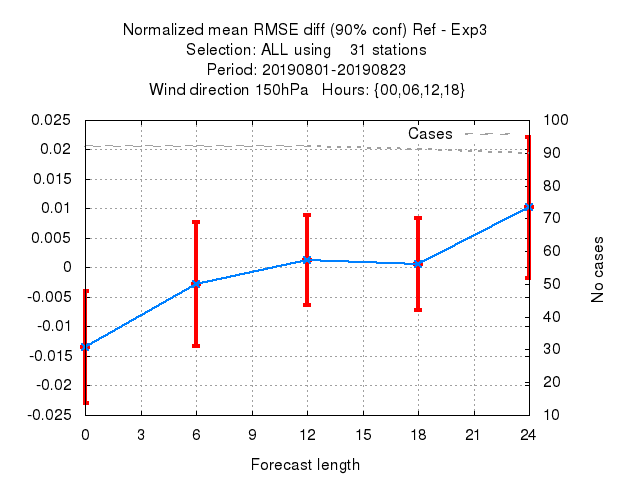 Normalized mean RMSE diff (90% conf) Ref - Exp3
Selection: ALL using    31 stations
Period: 20190801-20190823
Wind direction 150hPa   Hours: {00,06,12,18}
Cases
0.025
0.02
0.015
0.01
0.005
0
-0.005
-0.01
-0.015
-0.02
-0.025
100
90
80
70
60
50
40
30
20
10
No cases
0 3 6 9 12 15 18 21 24
Forecast length